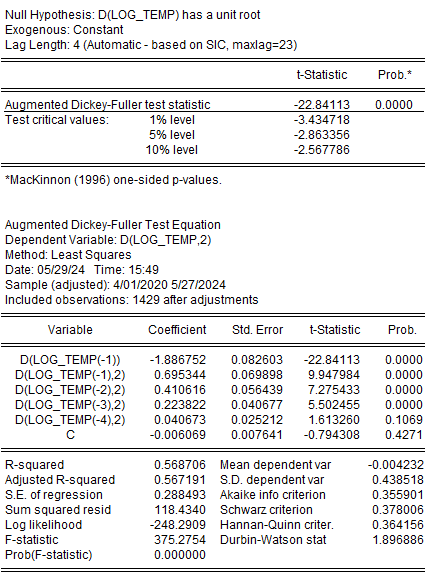 Null Hypothesis: D(LOG_TEMP) has a unit root
Exogenous: Constant
Lag Length: 4 (Automatic - based on SIC, maxlag=23)
t-Statistic Prob.*
Augmented Dickey-Fuller test statistic -22.84113 0.0000
Test critical values: 1% level -3.434718
5% level -2.863356
10% level -2.567786
*MacKinnon (1996) one-sided p-values.
Augmented Dickey-Fuller Test Equation
Dependent Variable: D(LOG_TEMP,2)
Method: Least Squares
Date: 05/29/24 Time: 15:49
Sample (adjusted): 4/01/2020 5/27/2024
Included observations: 1429 after adjustments
Variable Coefficient Std. Error t-Statistic Prob.
D(LOG_TEMP(-1)) -1.886752 0.082603 -22.84113 0.0000
D(LOG_TEMP(-1),2) 0.695344 0.069898 9.947984 0.0000
D(LOG_TEMP(-2),2) 0.410616 0.056439 7.275433 0.0000
D(LOG_TEMP(-3),2) 0.223822 0.040677 5.502455 0.0000
D(LOG_TEMP(-4),2) 0.040673 0.025212 1.613260 0.1069
C -0.006069 0.007641 -0.794308 0.4271
R-squared 0.568706 Mean dependent var -0.004232
Adjusted R-squared 0.567191 S.D. dependent var 0.438518
S.E. of regression 0.288493 Akaike info criterion 0.355901
Sum squared resid 118.4340 Schwarz criterion 0.378006
Log likelihood -248.2909 Hannan-Quinn criter. 0.364156
F-statistic 375.2754 Durbin-Watson stat 1.896886
Prob(F-statistic) 0.000000